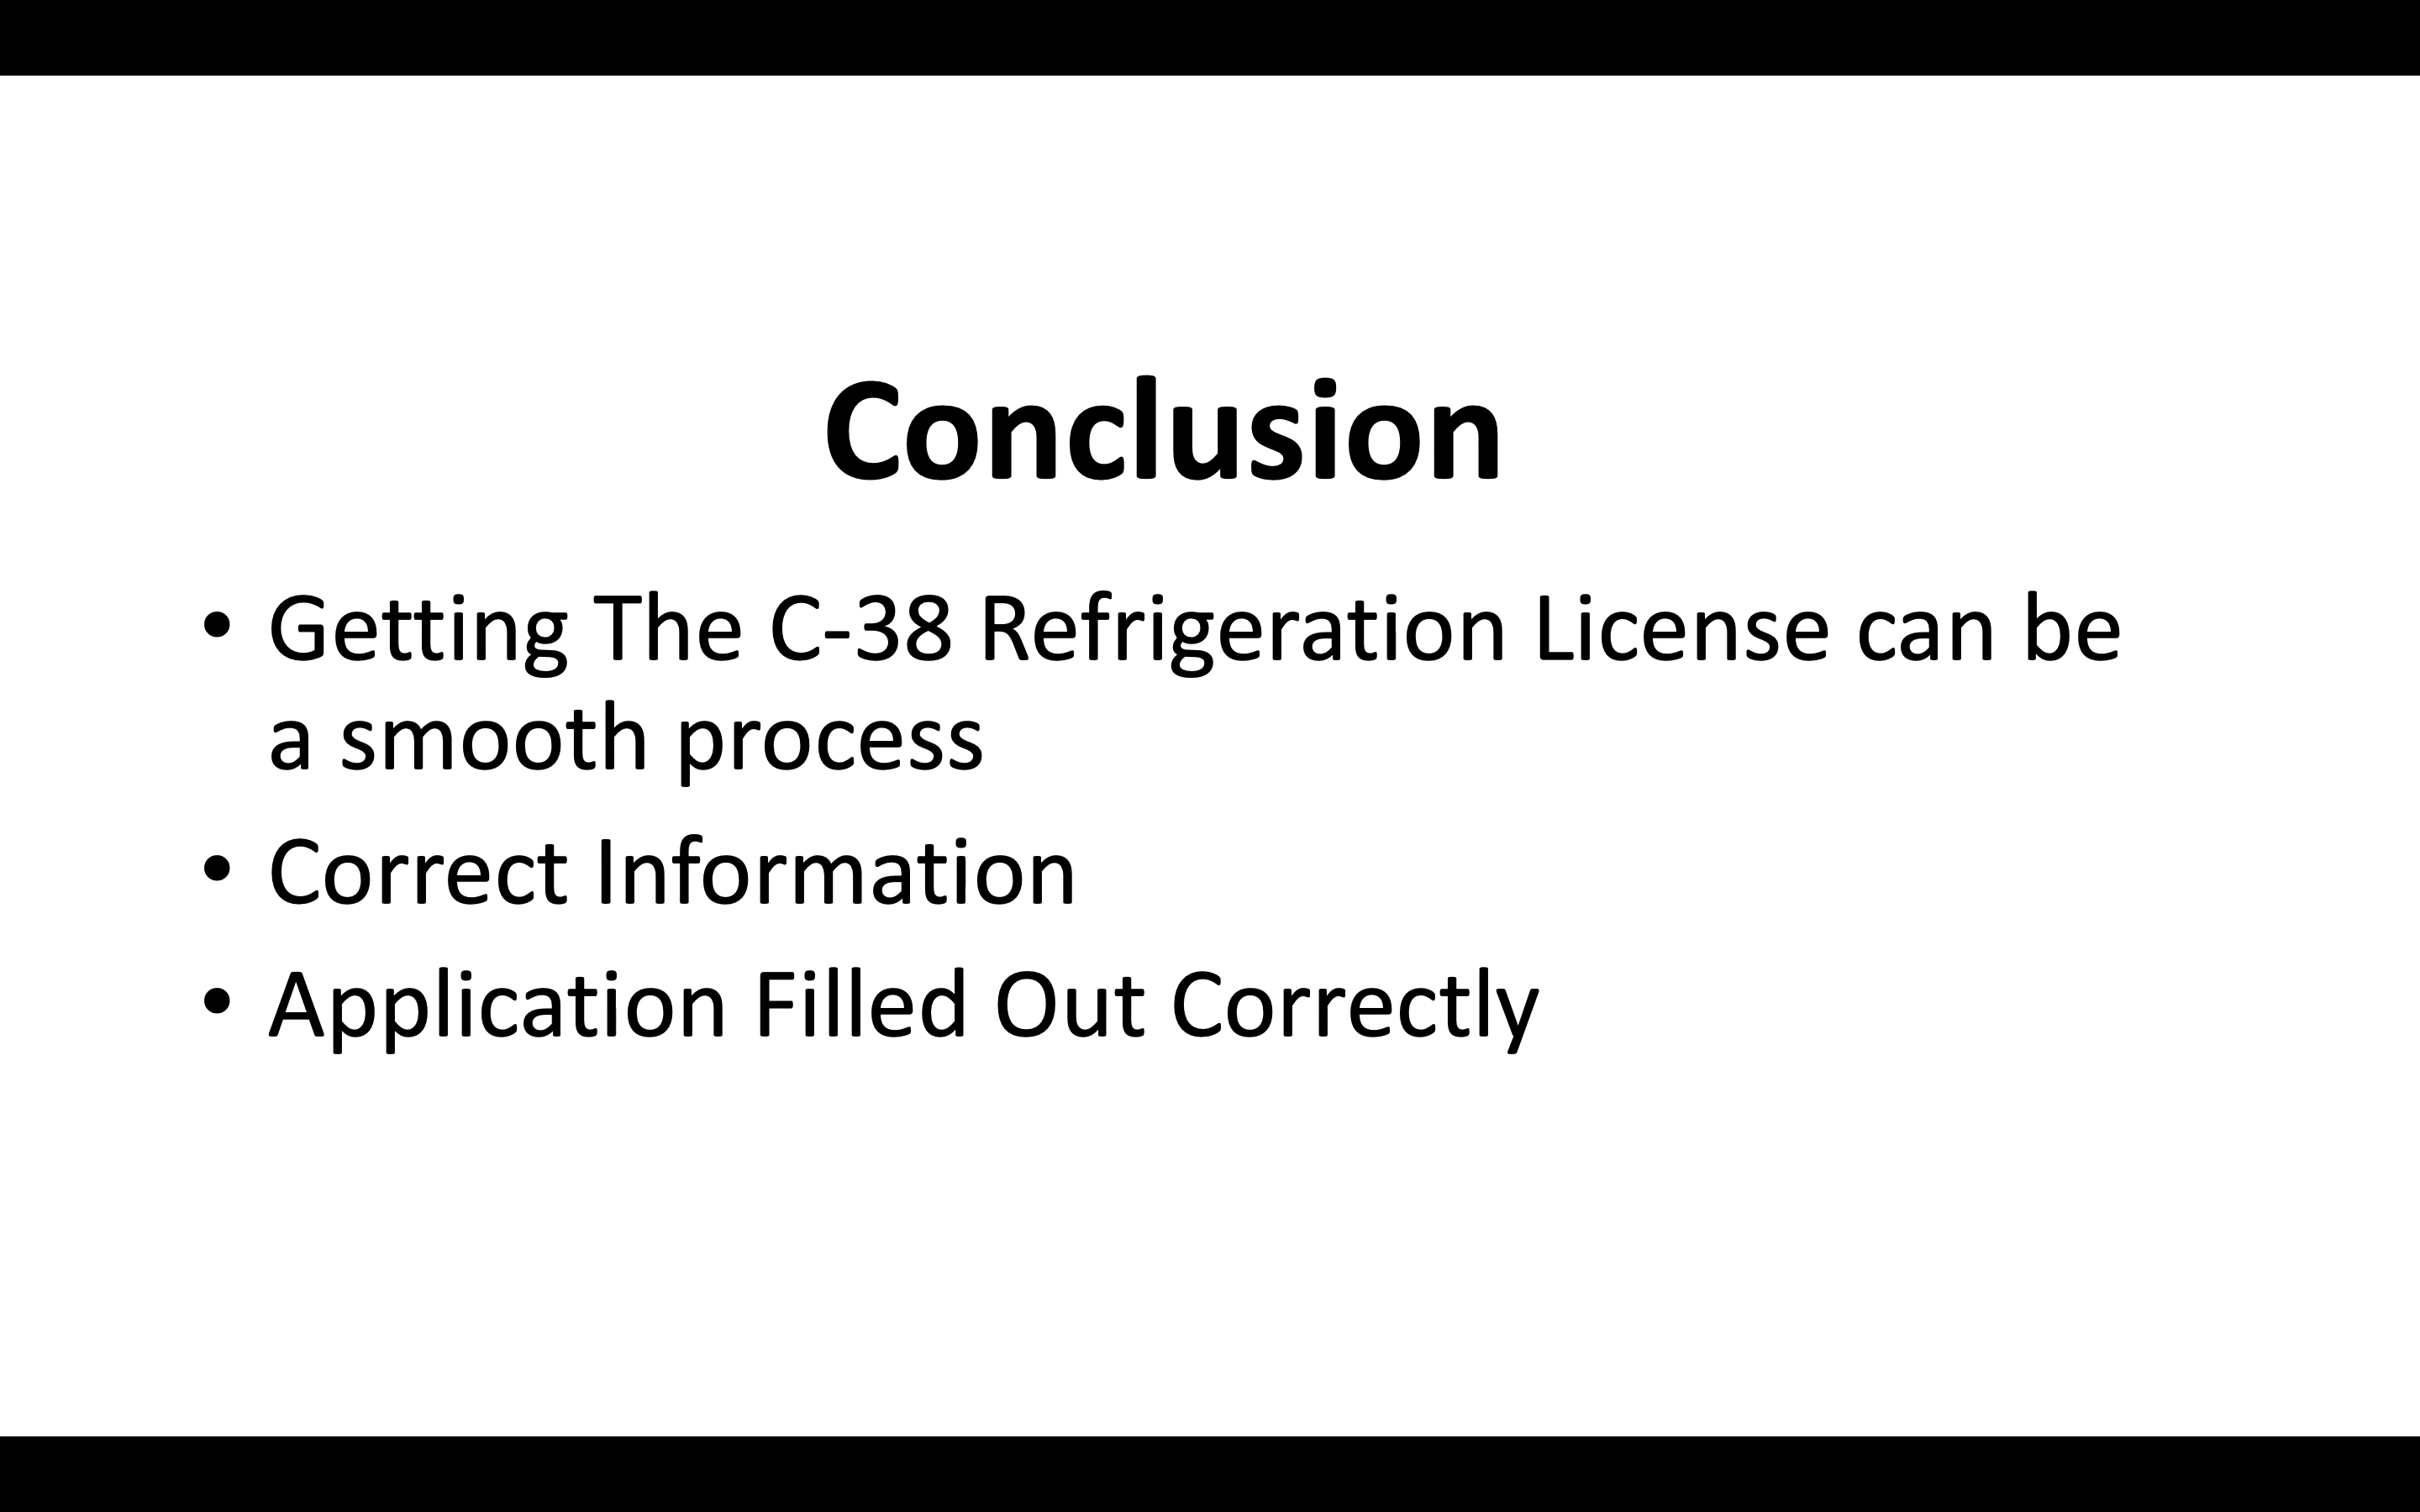 Conclusion
• Getting The C-38 Refrigeration License can be
a smooth process
• Correct Information
• Application Filled Out Correctly